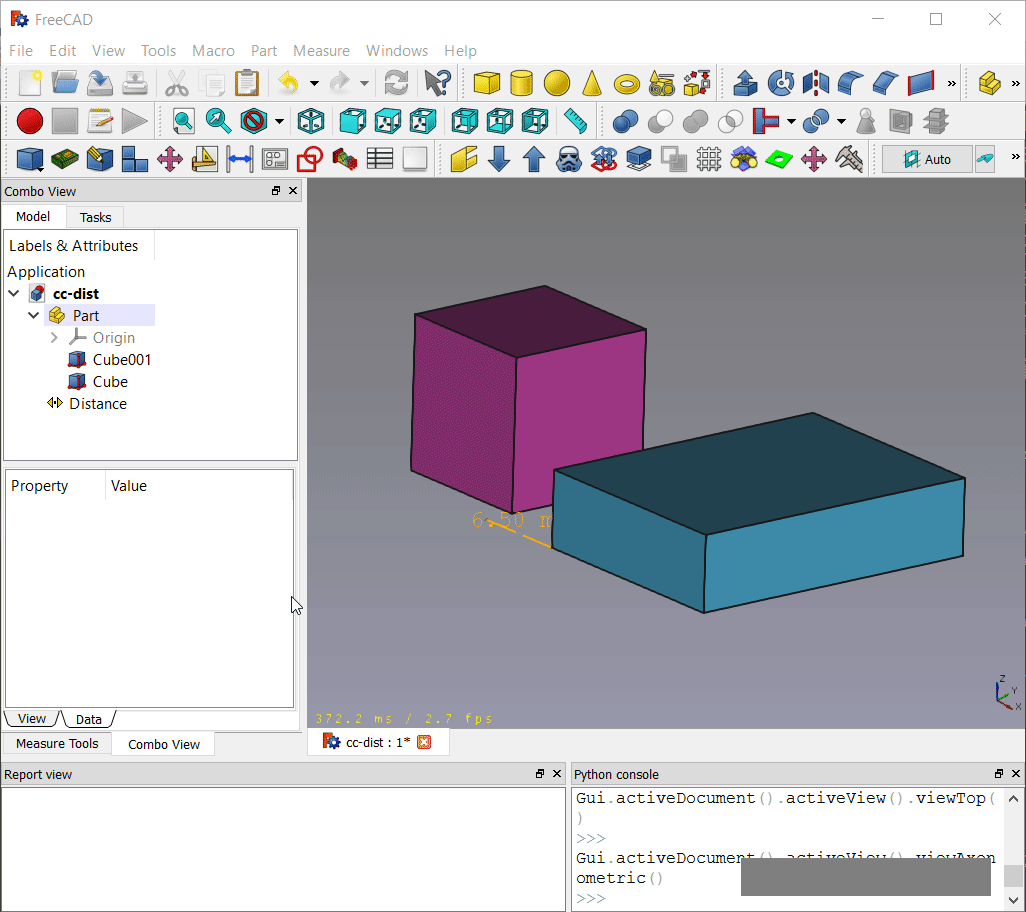 FreeCAD
File Edit View Tools Macro Part Measure Windows Help
» »
Auto »
Combo View
Model Tasks
Labels & Attributes
Application
cc-dist
Part
Origin
Cube001
Cube
Distance
Property Value
6.50 m
Z
Y
X
372.2 ms / 2.7 fps
View Data
Measure Tools Combo View
cc-dist : 1*
Report view
Python console
Gui.activeDocument().activeView().viewTop(
)
>>>
Gui.activeDocument().activeView().viewAxon
ometric()
>>>